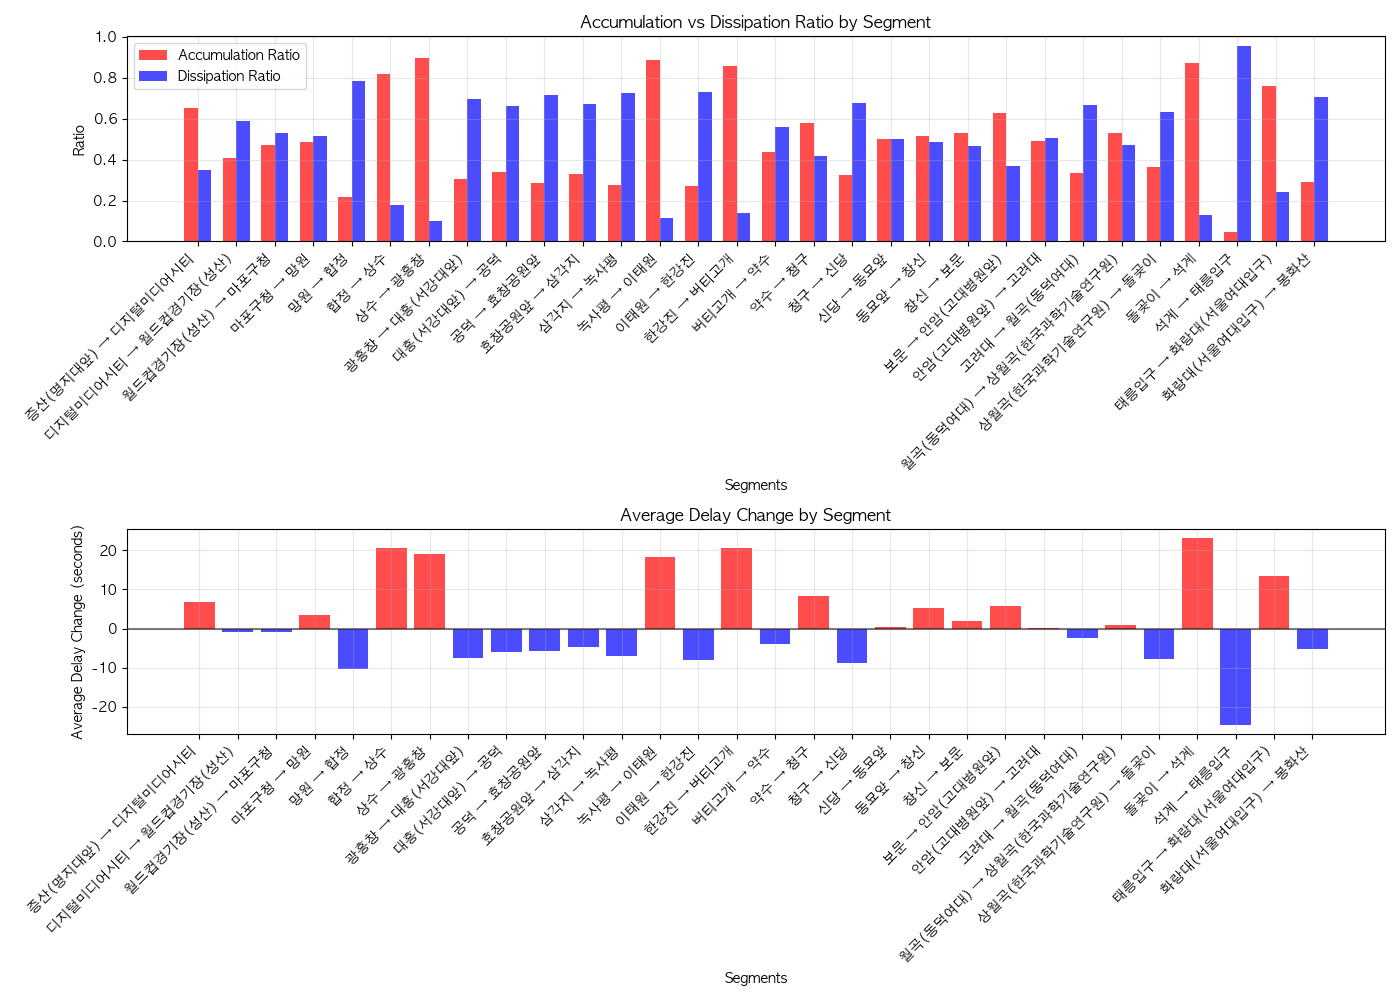 Accumulation vs Dissipation Ratio by Segment
Accumulation Ratio
Dissipation Ratio
Ratio
1.0
0.8
0.6
0.4
0.2
0.0
증산(명지대앞) → 디지털미디어시티
디지털미디어시티 → 월드컵경기장(성산)
월드컵경기장(성산) → 마포구청
마포구청 → 망원
망원 → 합정
합정 → 상수
상수 → 광흥창
광흥창 → 대흥(서강대앞)
대흥(서강대앞) → 공덕
공덕 → 효창공원앞
효창공원앞 → 삼각지
삼각지 → 녹사평
녹사평 → 이태원
이태원 → 한강진
한강진 → 버티고개
버티고개 → 약수
약수 → 청구
청구 → 신당
신당 → 동묘앞
동묘앞 → 창신
창신 → 보문
보문 → 안암(고대병원앞)
안암(고대병원앞) → 고려대
고려대 → 월곡(동덕여대)
월곡(동덕여대) → 상월곡(한국과학기술연구원)
상월곡(한국과학기술연구원) → 돌곶이
돌곶이 → 석계
석계 → 태릉입구
태릉입구 → 화랑대(서울여대입구)
화랑대(서울여대입구) → 봉화산
Segments
Average Delay Change by Segment
Average Delay Change (seconds)
20
10
0
-10
-20
증산(명지대앞) → 디지털미디어시티
디지털미디어시티 → 월드컵경기장(성산)
월드컵경기장(성산) → 마포구청
마포구청 → 망원
망원 → 합정
합정 → 상수
상수 → 광흥창
광흥창 → 대흥(서강대앞)
대흥(서강대앞) → 공덕
공덕 → 효창공원앞
효창공원앞 → 삼각지
삼각지 → 녹사평
녹사평 → 이태원
이태원 → 한강진
한강진 → 버티고개
버티고개 → 약수
약수 → 청구
청구 → 신당
신당 → 동묘앞
동묘앞 → 창신
창신 → 보문
보문 → 안암(고대병원앞)
안암(고대병원앞) → 고려대
고려대 → 월곡(동덕여대)
월곡(동덕여대) → 상월곡(한국과학기술연구원)
상월곡(한국과학기술연구원) → 돌곶이
돌곶이 → 석계
석계 → 태릉입구
태릉입구 → 화랑대(서울여대입구)
화랑대(서울여대입구) → 봉화산
Segments